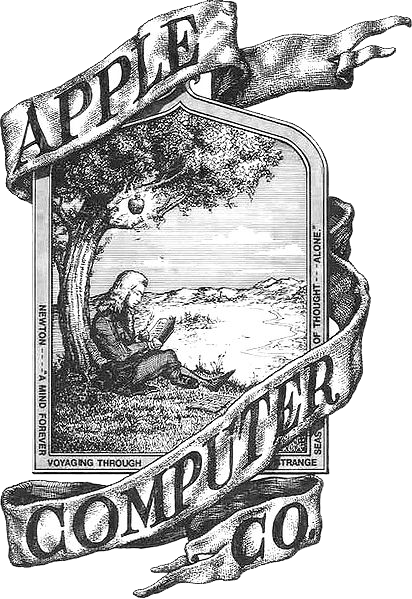 APPLE
COMPUTER
CO.
NEWTON --- "A MIND FOREVER
VOYAGING THROUGH
STRANGE
SEAS
OF THOUGHT -- ALONE."